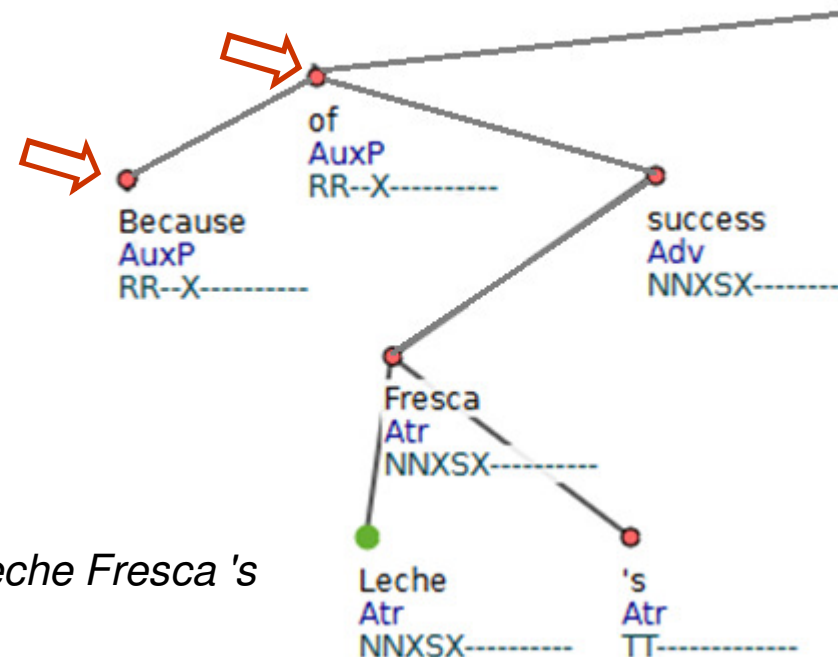 of
AuxP
RR--X----------
Because
AuxP
RR--X----------
success
Adv
NNXSX--------
Fresca
Atr
NNXSX----------
eche Fresca 's
Leche
Atr
NNXSX----------
's
Atr
TT-------------